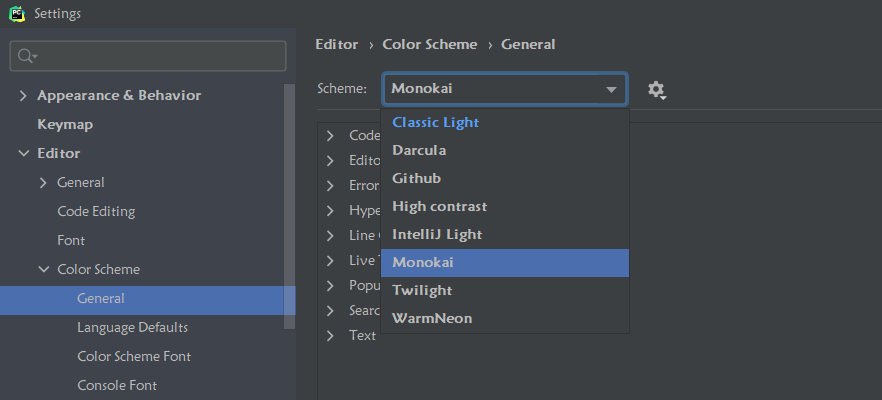 Settings
Appearance & Behavior
Keymap
Editor
General
Code Editing
Font
Color Scheme
General
Language Defaults
Color Scheme Font
Console Font
Editor › Color Scheme › General
Scheme: Monokai
Classic Light
Darcula
Github
High contrast
IntelliJ Light
Monokai
Twilight
WarmNeon
Code
Edito
Error
Hype
Line
Live
Popu
Searc
Text